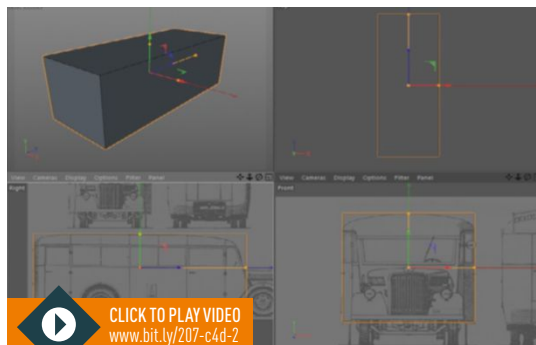 View Cameras Display Options Filter Panel
View Cameras Display Options Filter Panel
Right
Front
CLICK TO PLAY VIDEO
www.bit.ly/207-c4d-2